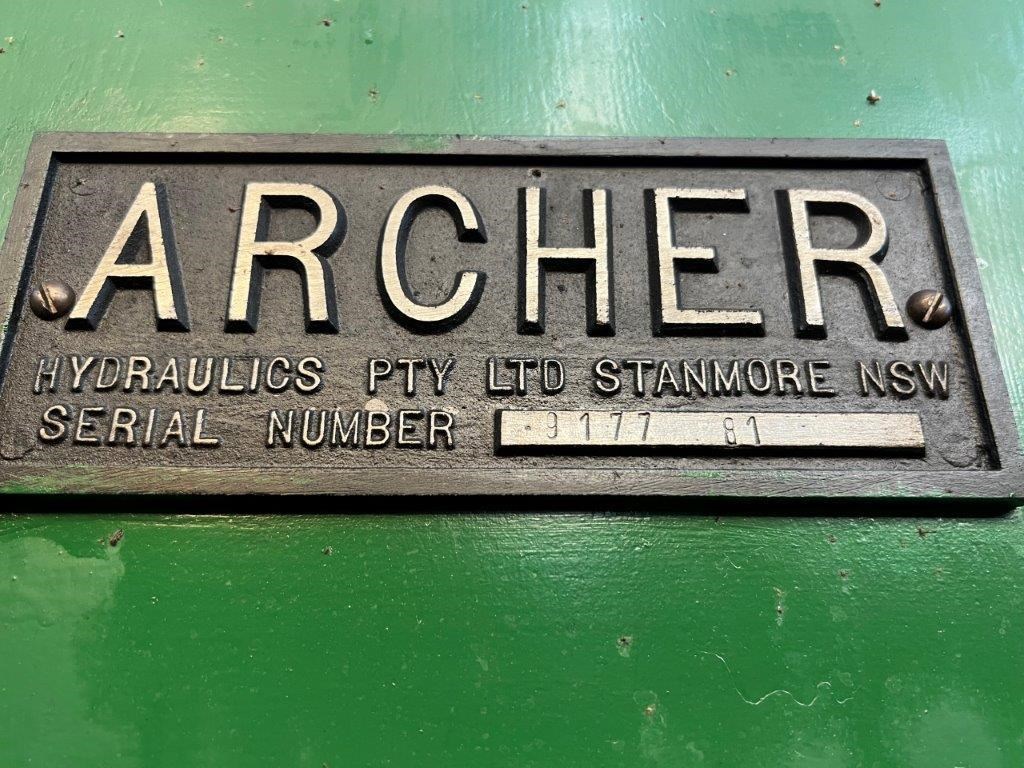 ARCHER
HYDRAULICS PTY LTD STANMORE NSW
SERIAL NUMBER 9177 81